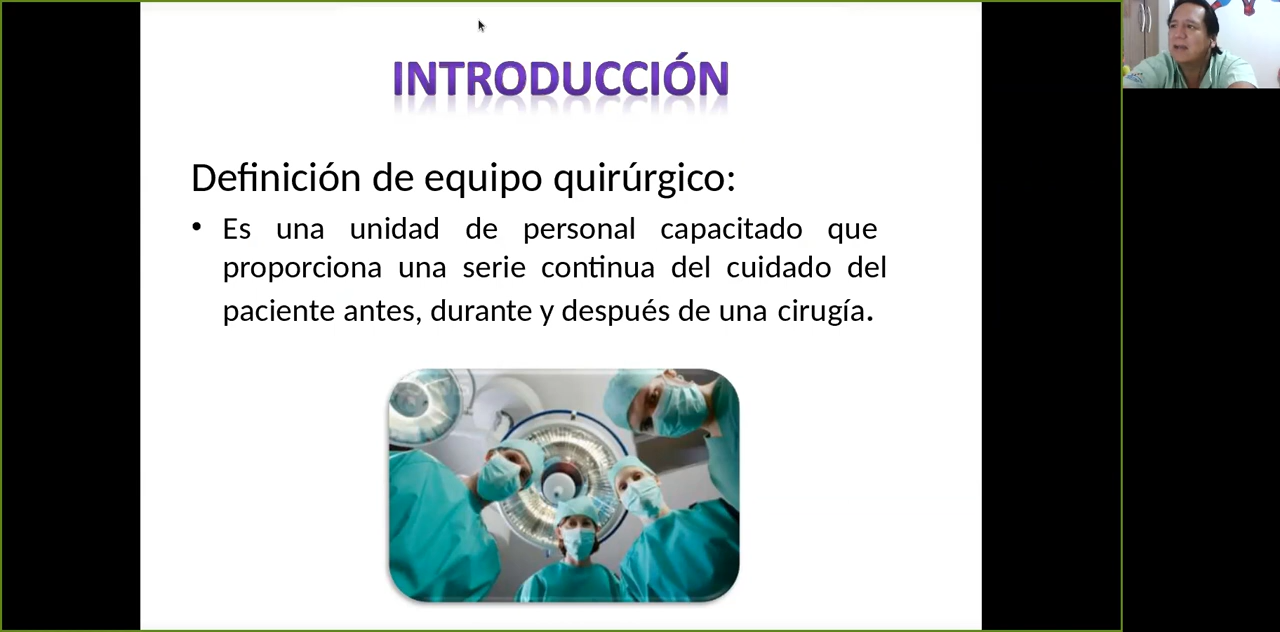 INTRODUCCIÓN
Definición de equipo quirúrgico:
• Es una unidad de personal capacitado que
proporciona una serie continua del cuidado del
paciente antes, durante y después de una cirugía.